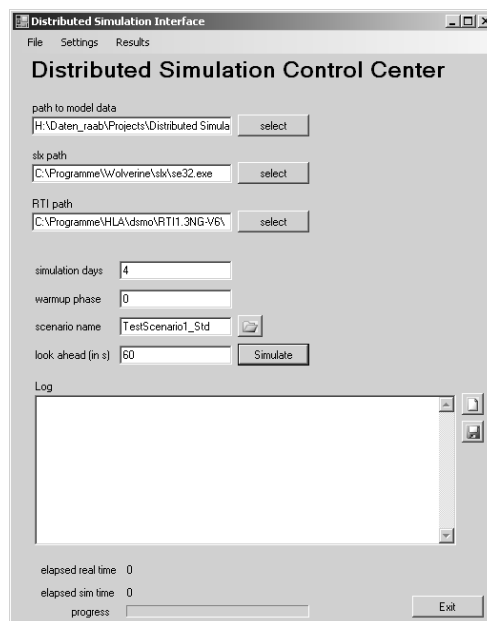 Distributed Simulation Interface
File Settings Results
Distributed Simulation Control Center
path to model data
H:\Daten_raab\Projects\Distributed Simula select
slx path
C:\Programme\Wolverine\slx\se32.exe select
RTI path
C:\Programme\HLA\dsmo\RTI1.3NG-V6\ select
simulation days 4
warmup phase 0
scenario name TestScenario1_Std
look ahead (in s) 60 Simulate
Log
elapsed real time 0
elapsed sim time 0
progress
Exit